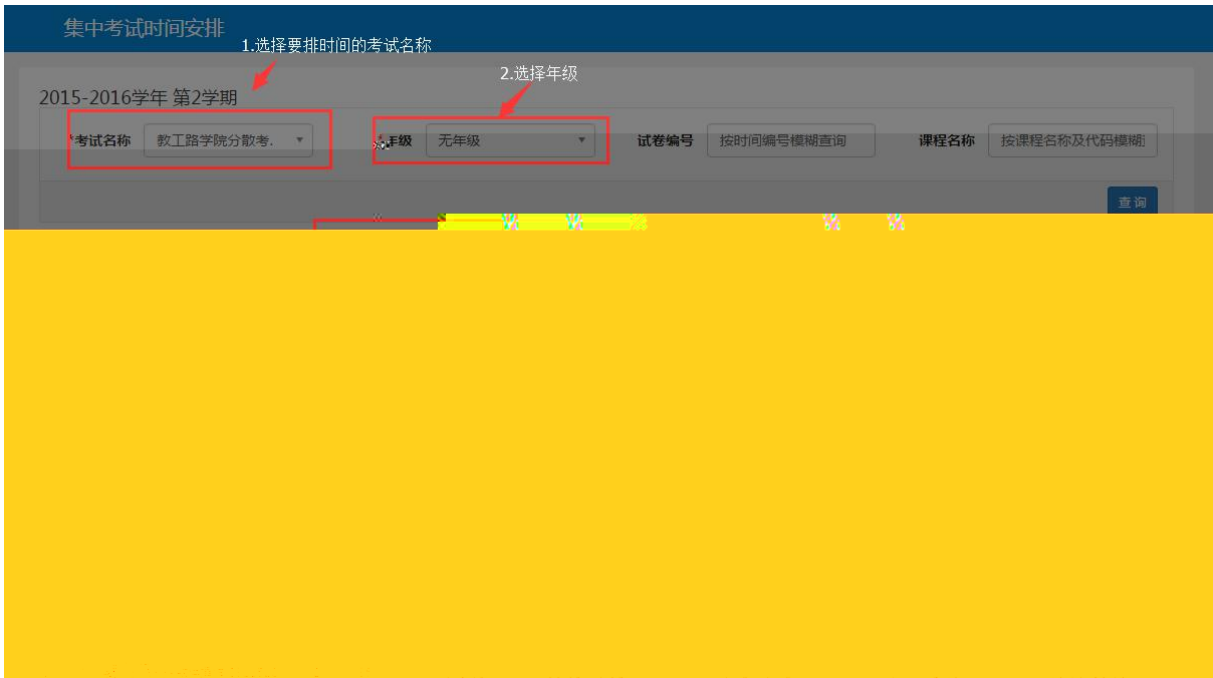 集中考试时间安排
1.选择要排时间的考试名称
2.选择年级
2015-2016学年 第2学期
*考试名称 教工路学院分散考. 年级 无年级 试卷编号 按时间编号模糊查询 课程名称 按课程名称及代码模糊
查询